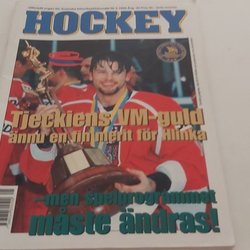 HOCKEY
Tjeckiens VM-guld
ännu en fin merit för Hlinka
men spelprogrammet
måste ändras!